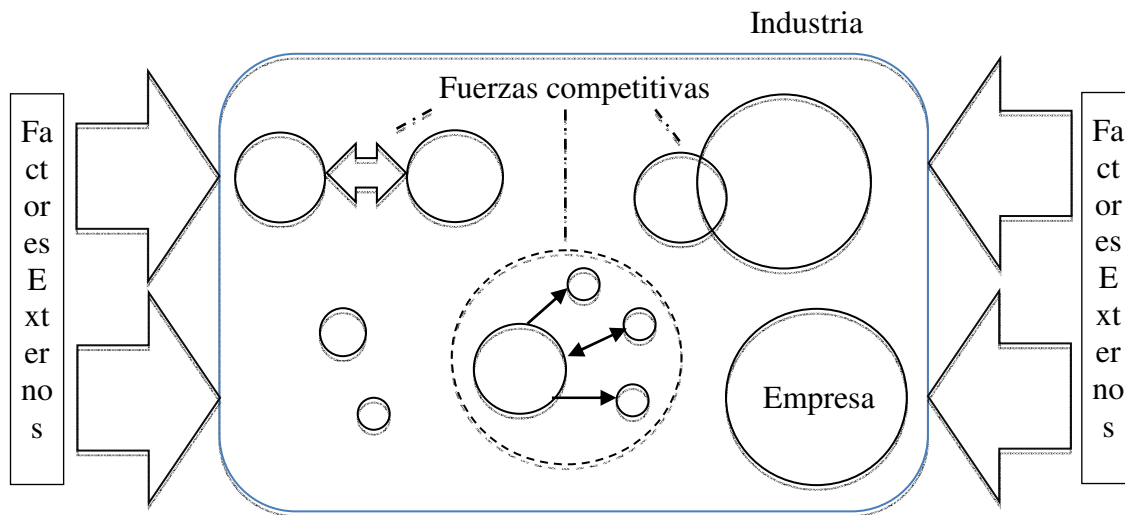 Industria
Fuerzas competitivas
Fa
ct
or
es
E
xt
er
no
s
Fa
ct
or
es
E
xt
er
no
s
Empresa